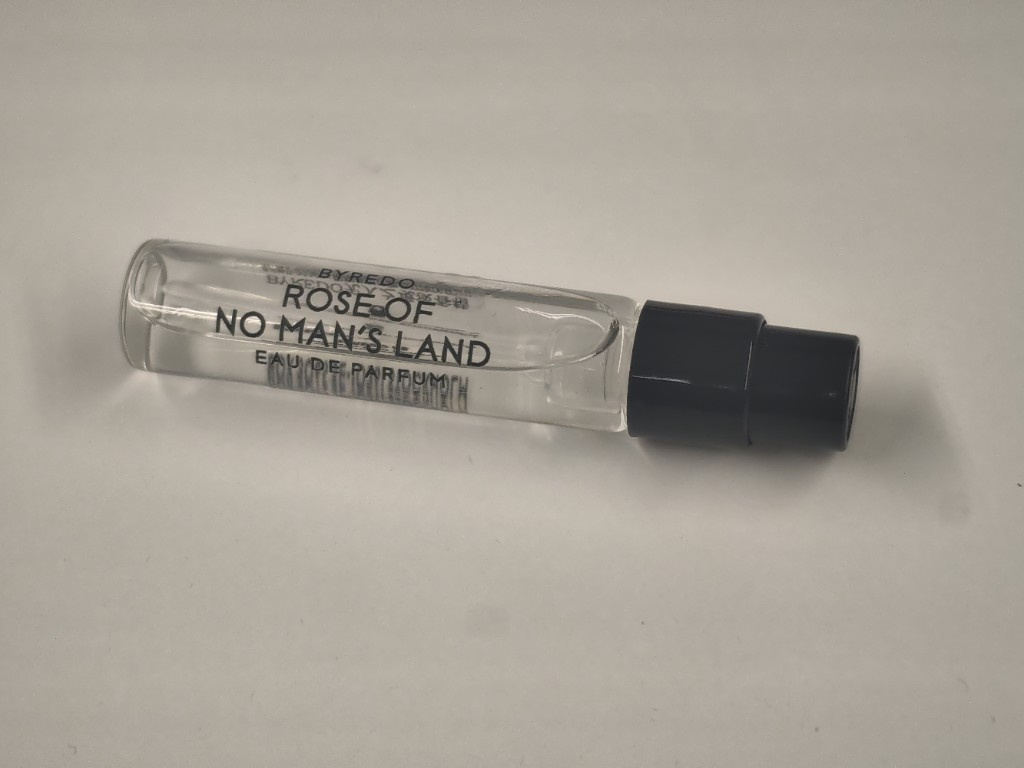 BYREDO
ROSE OF
NO MAN'S LAND
EAU DE PARFUM